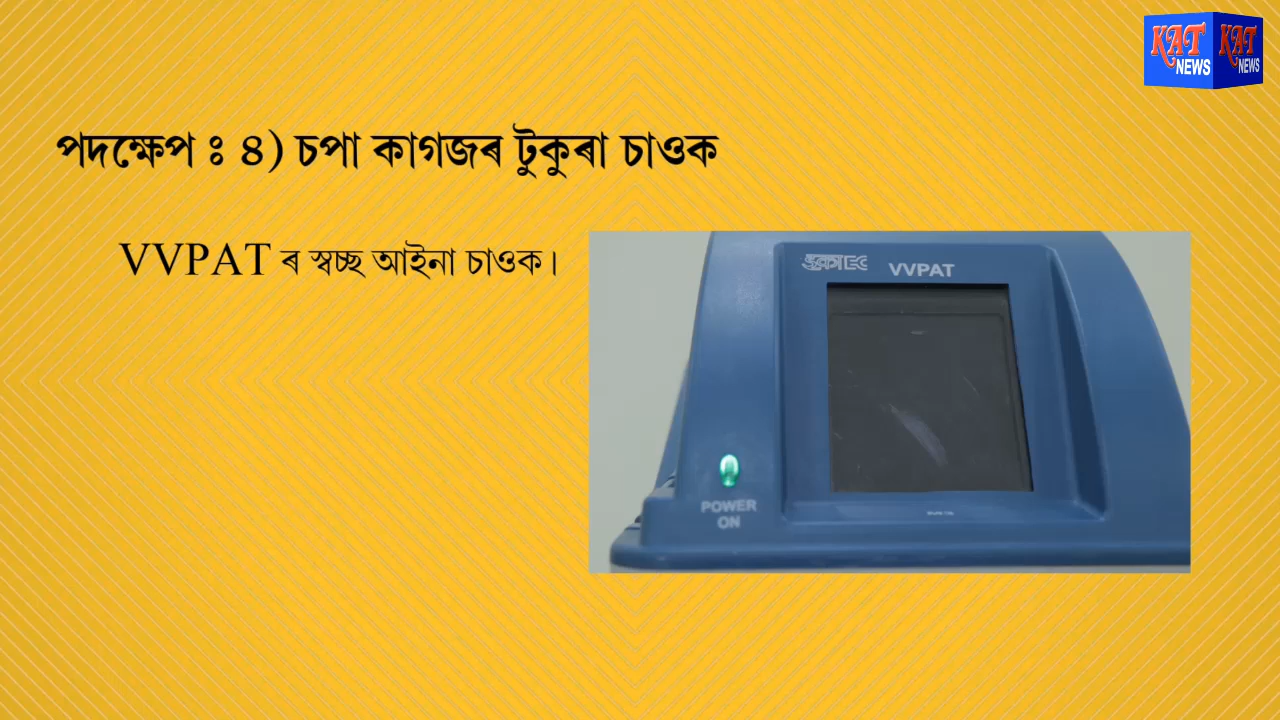 KAT NEWS KAT NEWS
পদক্ষেপ ঃ ৪) চপা কাগজৰ টুকুৰা চাওক
VVPAT ৰ স্বচ্ছ আইনা চাওক।
VVPAT
POWER
ON